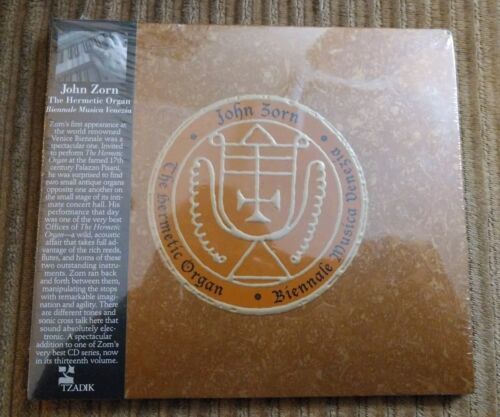 John Zorn
The Hermetic Organ
Biennale Musica Venezia
Zorn's first appearance at
the world renowned
Venice Biennale was a
spectacular one. Invited
to perform The Hermetic
Organ at the famed 17th
century Palazzo Pisani,
he was surprised to find
two small antique organs
opposite one another on
the small stage of its inti-
mate concert hall. His
performance that day
was one of the very best
Offices of The Hermetic
Organ—a wild, acoustic
affair that takes full ad-
vantage of the rich reeds,
flutes, and horns of these
two outstanding instru-
ments. Zorn ran back
and forth between them,
manipulating the stops
with remarkable imagi-
nation and agility. There
are different tones and
sonic cross talk here that
sound absolutely elec-
tronic. A spectacular
addition to one of Zorn's
very best CD series, now
in its thirteenth volume.
TZADIK
John Zorn
The Hermetic Organ • Biennale Musica Venezia •